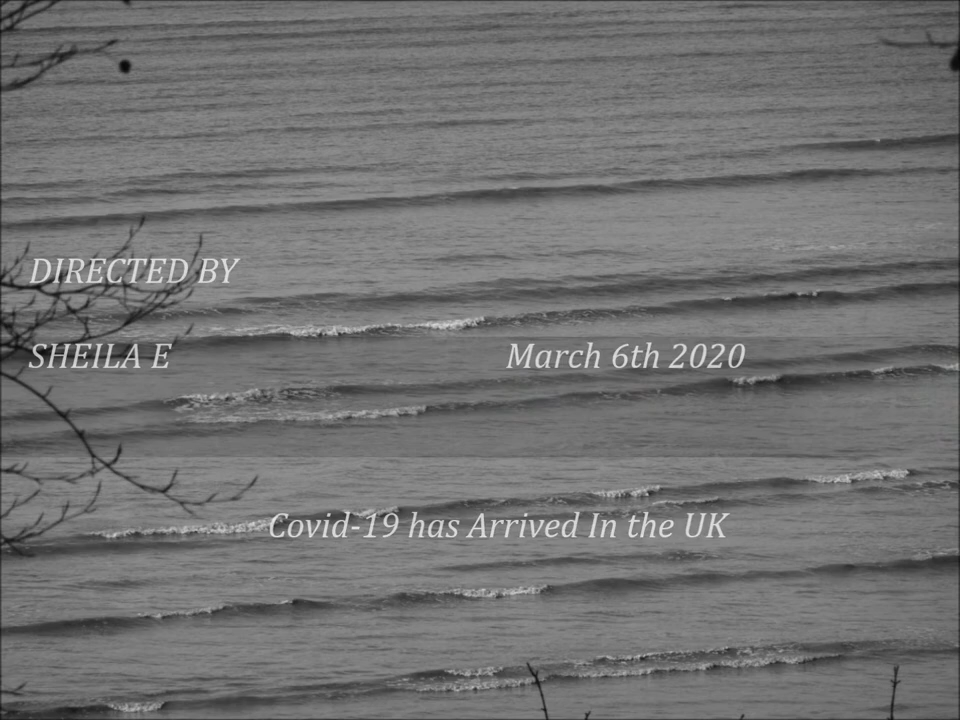 DIRECTED BY
SHEILA E
March 6th 2020
Covid-19 has Arrived In the UK